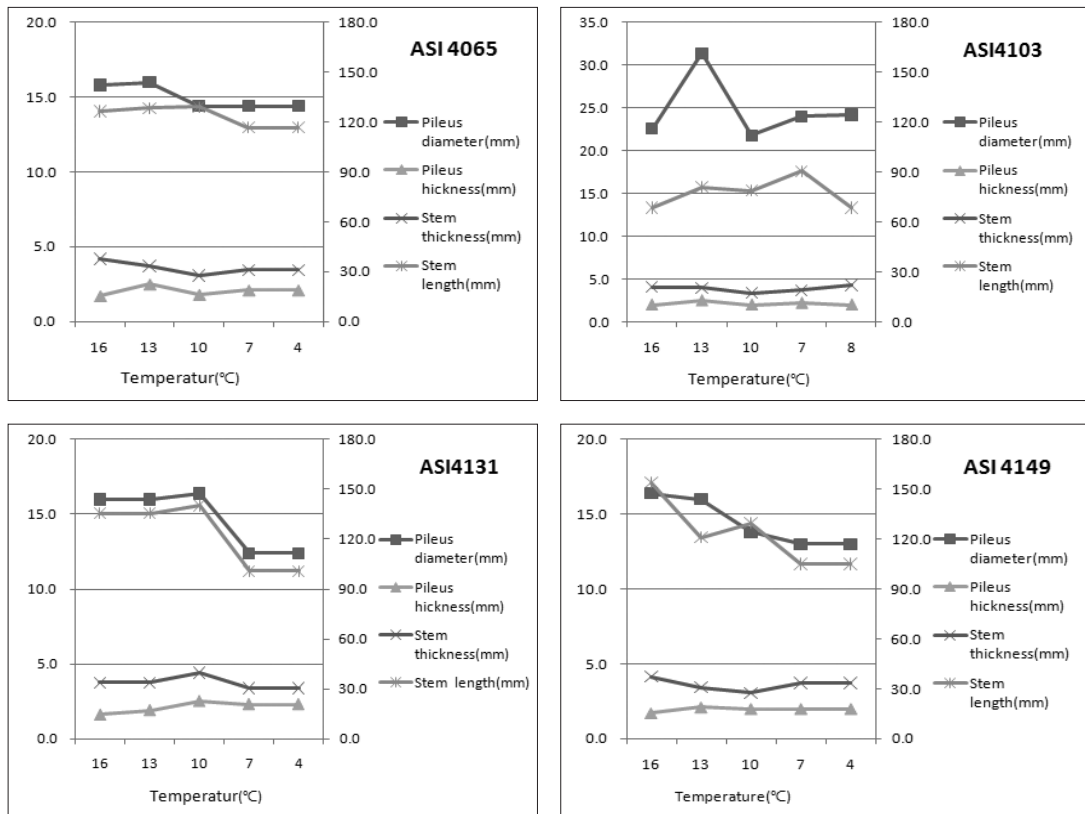 ASI 4065
20.0
15.0
10.0
5.0
0.0
180.0
150.0
120.0
90.0
60.0
30.0
0.0
16 13 10 7 4
Temperatur(℃)
Pileus
diameter(mm)
Pileus
hickness(mm)
Stem
thickness(mm)
Stem
length(mm)
ASI4103
35.0
30.0
25.0
20.0
15.0
10.0
5.0
0.0
180.0
150.0
120.0
90.0
60.0
30.0
0.0
16 13 10 7 8
Temperature(℃)
Pileus
diameter(mm)
Pileus
hickness(mm)
Stem
thickness(mm)
Stem
length(mm)
ASI4131
20.0
15.0
10.0
5.0
0.0
180.0
150.0
120.0
90.0
60.0
30.0
0.0
16 13 10 7 4
Temperatur(℃)
Pileus
diameter(mm)
Pileus
hickness(mm)
Stem
thickness(mm)
Stem length(mm)
ASI 4149
20.0
15.0
10.0
5.0
0.0
180.0
150.0
120.0
90.0
60.0
30.0
0.0
16 13 10 7 4
Temperature(℃)
Pileus
diameter(mm)
Pileus
hickness(mm)
Stem
thickness(mm)
Stem
length(mm)